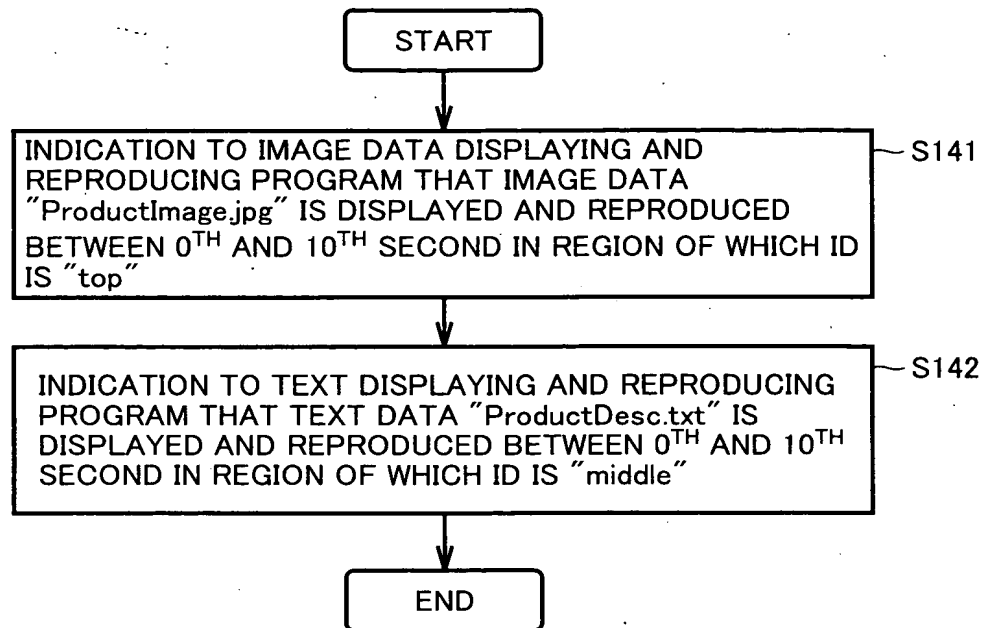 START
INDICATION TO IMAGE DATA DISPLAYING AND
REPRODUCING PROGRAM THAT IMAGE DATA
"ProductImage.jpg" IS DISPLAYED AND REPRODUCED
BETWEEN 0TH AND 10TH SECOND IN REGION OF WHICH ID
IS "top"
S141
INDICATION TO TEXT DISPLAYING AND REPRODUCING
PROGRAM THAT TEXT DATA "ProductDesc.txt" IS
DISPLAYED AND REPRODUCED BETWEEN 0TH AND 10TH
SECOND IN REGION OF WHICH ID IS "middle"
S142
END